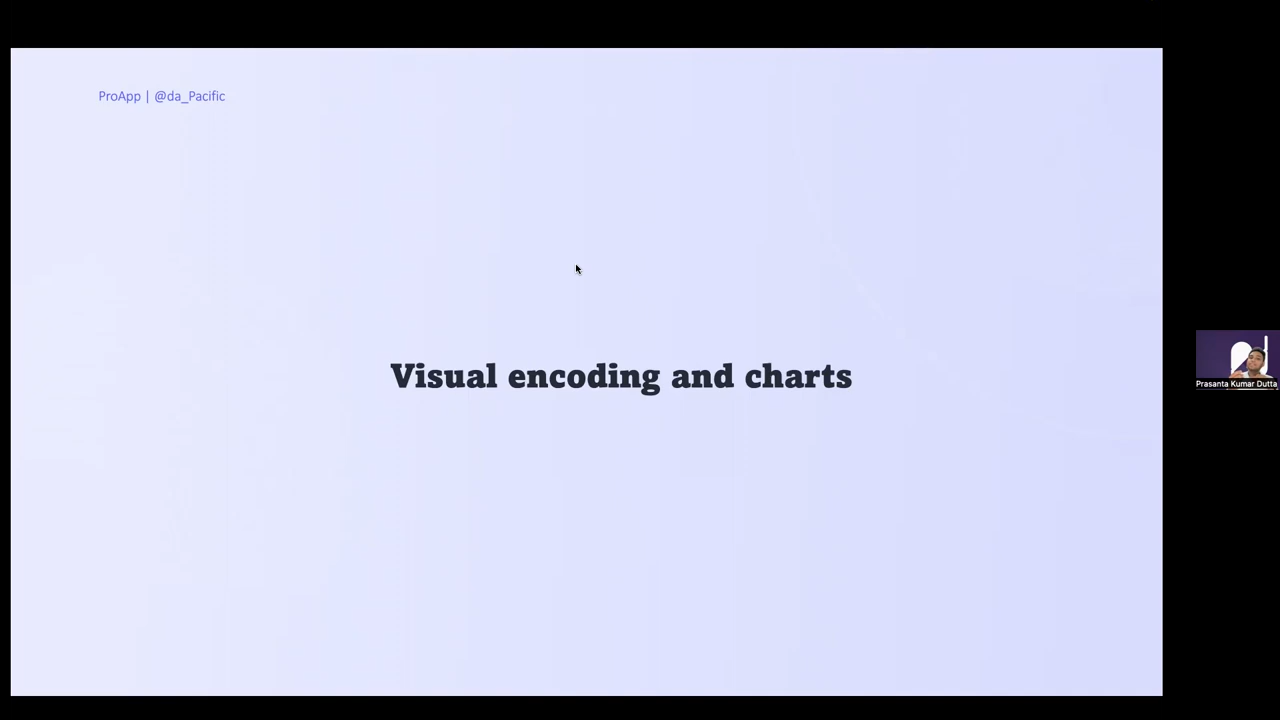 ProApp | @da_Pacific
Visual encoding and charts
Prasanta Kumar Dutta